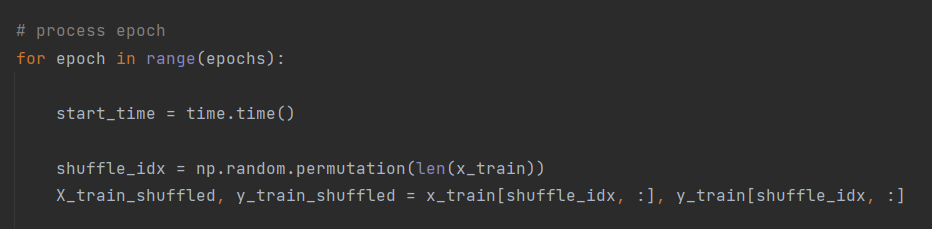 # process epoch
for epoch in range(epochs):
start_time = time.time()
shuffle_idx = np.random.permutation(len(x_train))
X_train_shuffled, y_train_shuffled = x_train[shuffle_idx, :], y_train[shuffle_idx, :]